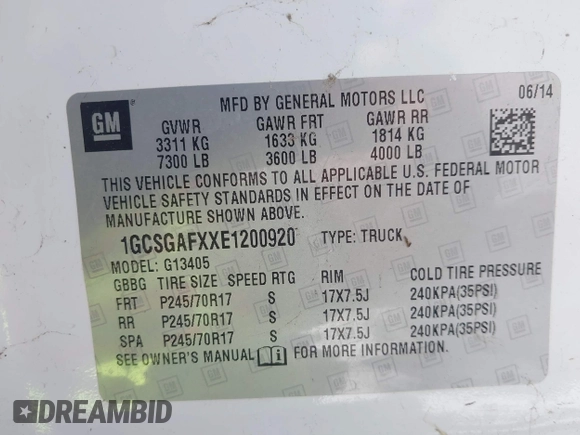 MFD BY GENERAL MOTORS LLC 06/14
GM
GVWR GAWR FRT GAWR RR
3311 KG 1633 KG 1814 KG
7300 LB 3600 LB 4000 LB
THIS VEHICLE CONFORMS TO ALL APPLICABLE U.S. FEDERAL MOTOR
VEHICLE SAFETY STANDARDS IN EFFECT ON THE DATE OF
MANUFACTURE SHOWN ABOVE.
1GCSGAFXXE1200920 TYPE: TRUCK
MODEL: G13405
GBBG TIRE SIZE SPEED RTG RIM COLD TIRE PRESSURE
FRT P245/70R17 S 17X7.5J 240KPA(35PSI)
RR P245/70R17 S 17X7.5J 240KPA(35PSI)
SPA P245/70R17 S 17X7.5J 240KPA(35PSI)
SEE OWNER'S MANUAL FOR MORE INFORMATION.
DREAMBID